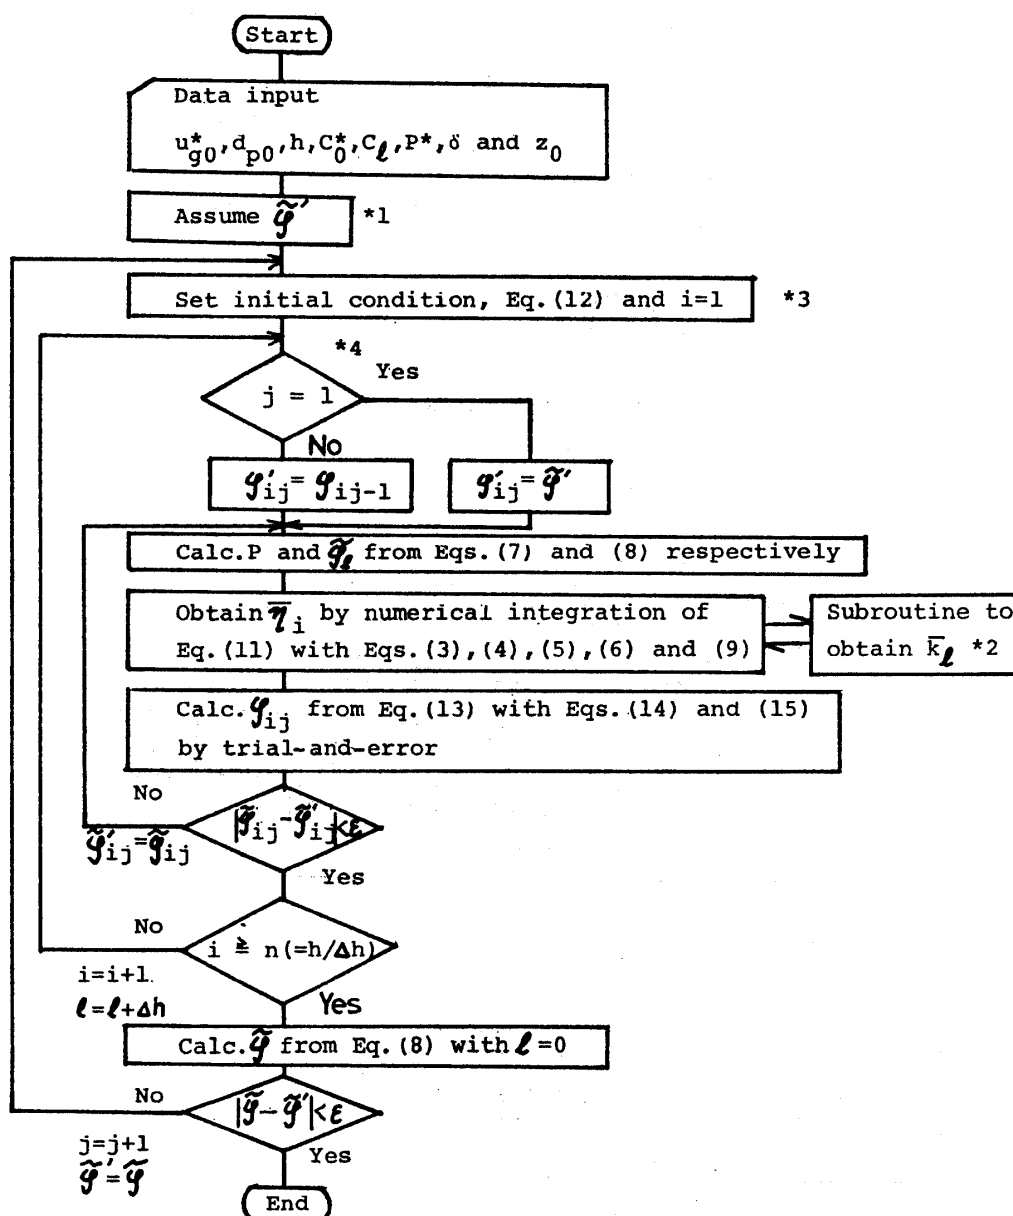 Start
Data input
u*g0, dp0, h, C*0, Cℓ, P*, δ and z0
Assume φ̃′ *1
Set initial condition, Eq.(12) and i=1 *3
*4
Yes
j = 1
No
φ′ij = φij-1
φ′ij = φ̃′
Calc.P and φ̃ℓ from Eqs.(7) and (8) respectively
Obtain η̅i by numerical integration of
Eq.(11) with Eqs.(3),(4),(5),(6) and (9)
Subroutine to
obtain k̅ℓ *2
Calc.φij from Eq.(13) with Eqs.(14) and (15)
by trial-and-error
No
|φ̃ij-φ̃′ij|<ε
φ̃′ij=φ̃ij
Yes
No
i ≧ n(=h/Δh)
i=i+1
ℓ=ℓ+Δh
Yes
Calc.φ̃ from Eq.(8) with ℓ=0
No
|φ̃-φ̃′|<ε
j=j+1
φ̃′=φ̃
Yes
End